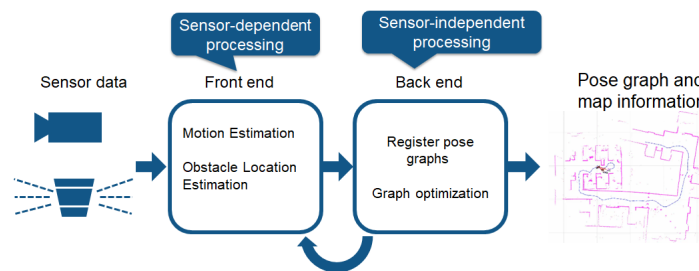 Sensor-dependent
processing
Sensor-independent
processing
Sensor data
Front end
Back end
Pose graph and
map information
Motion Estimation
Obstacle Location
Estimation
Register pose
graphs
Graph optimization